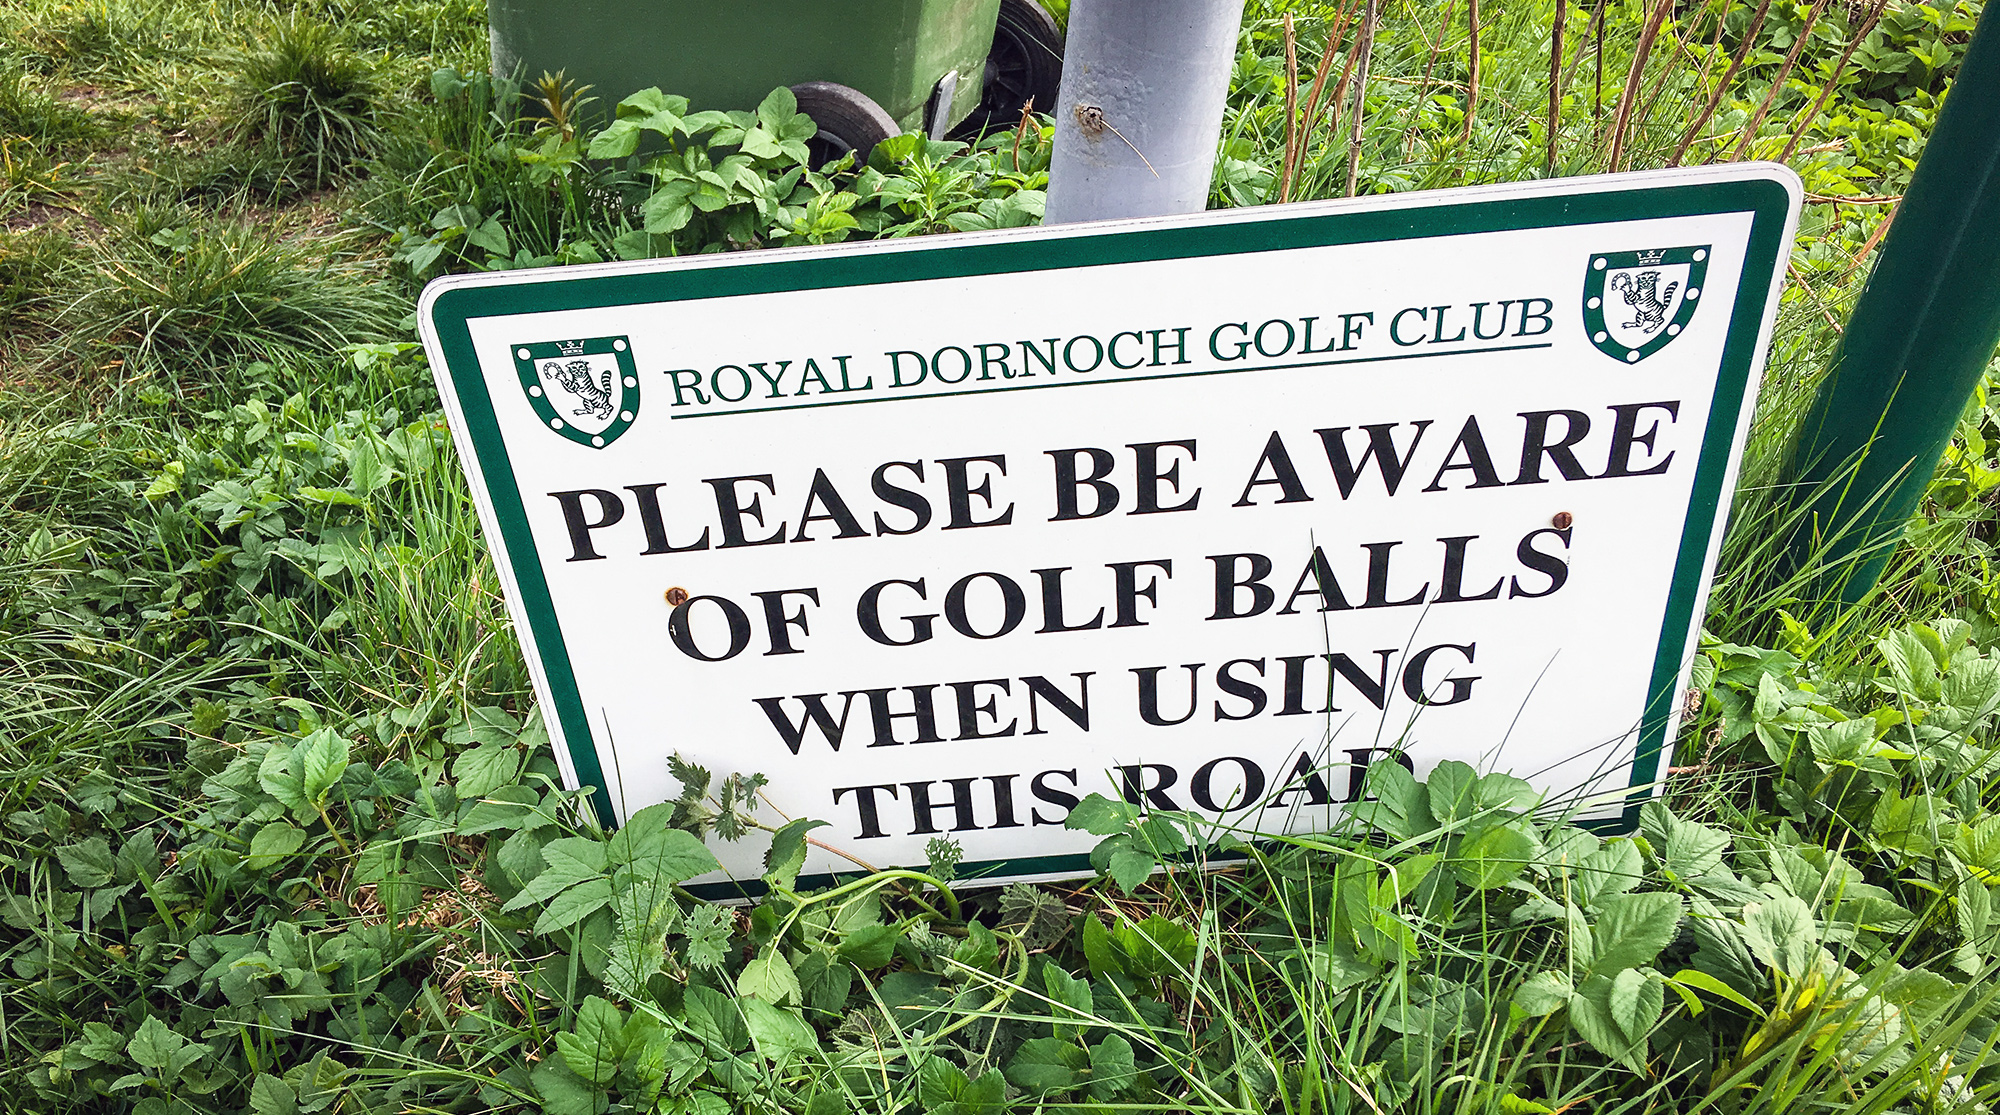 ROYAL DORNOCH GOLF CLUB
PLEASE BE AWARE
OF GOLF BALLS
WHEN USING
THIS ROAD